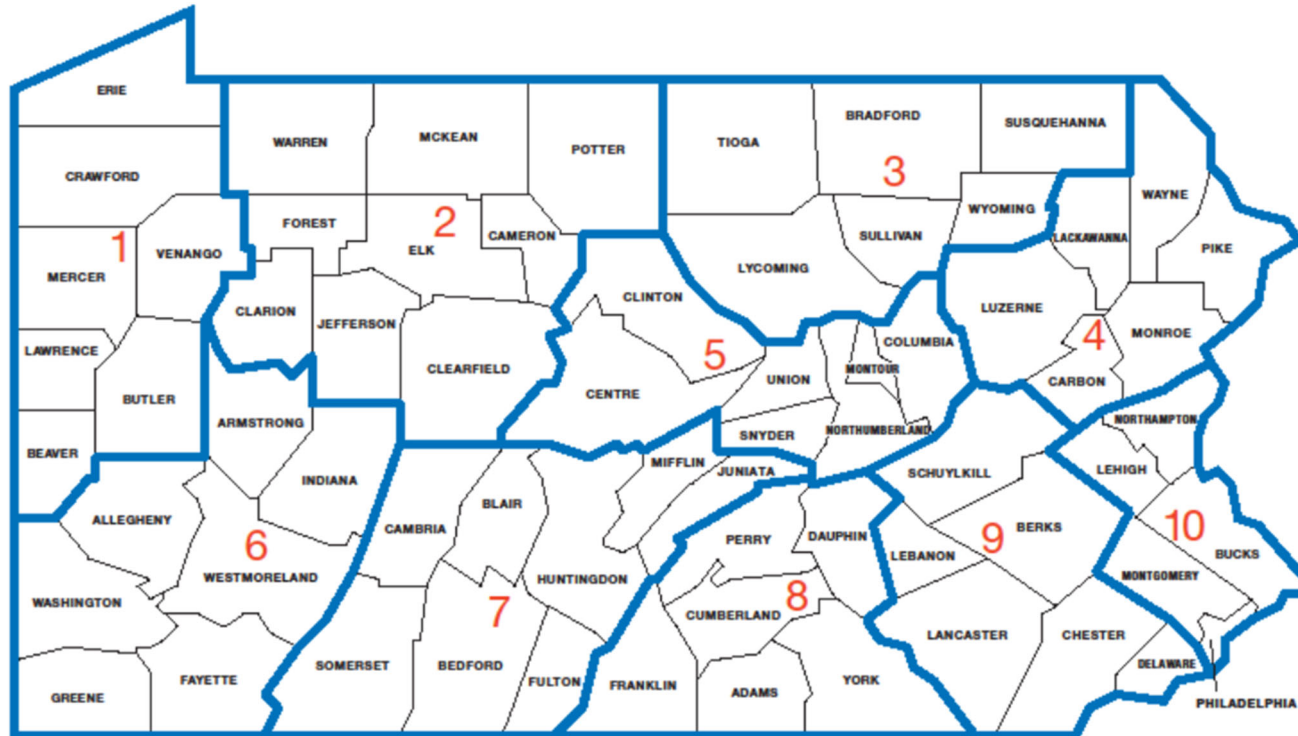 ERIE
CRAWFORD
WARREN
MCKEAN
POTTER
TIOGA
BRADFORD
SUSQUEHANNA
3
WAYNE
WYOMING
1
MERCER
VENANGO
FOREST
2
ELK
CAMERON
SULLIVAN
LACKAWANNA
PIKE
LYCOMING
CLARION
JEFFERSON
CLINTON
LUZERNE
LAWRENCE
BUTLER
CLEARFIELD
5
CENTRE
UNION
MONTOUR
COLUMBIA
4
MONROE
CARBON
BEAVER
ARMSTRONG
INDIANA
SNYDER
NORTHUMBERLAND
NORTHAMPTON
MIFFLIN
JUNIATA
SCHUYLKILL
LEHIGH
ALLEGHENY
6
WESTMORELAND
CAMBRIA
BLAIR
HUNTINGDON
PERRY
DAUPHIN
LEBANON
9
BERKS
10
BUCKS
WASHINGTON
7
CUMBERLAND
8
MONTGOMERY
LANCASTER
CHESTER
GREENE
FAYETTE
SOMERSET
BEDFORD
FULTON
FRANKLIN
ADAMS
YORK
DELAWARE
PHILADELPHIA